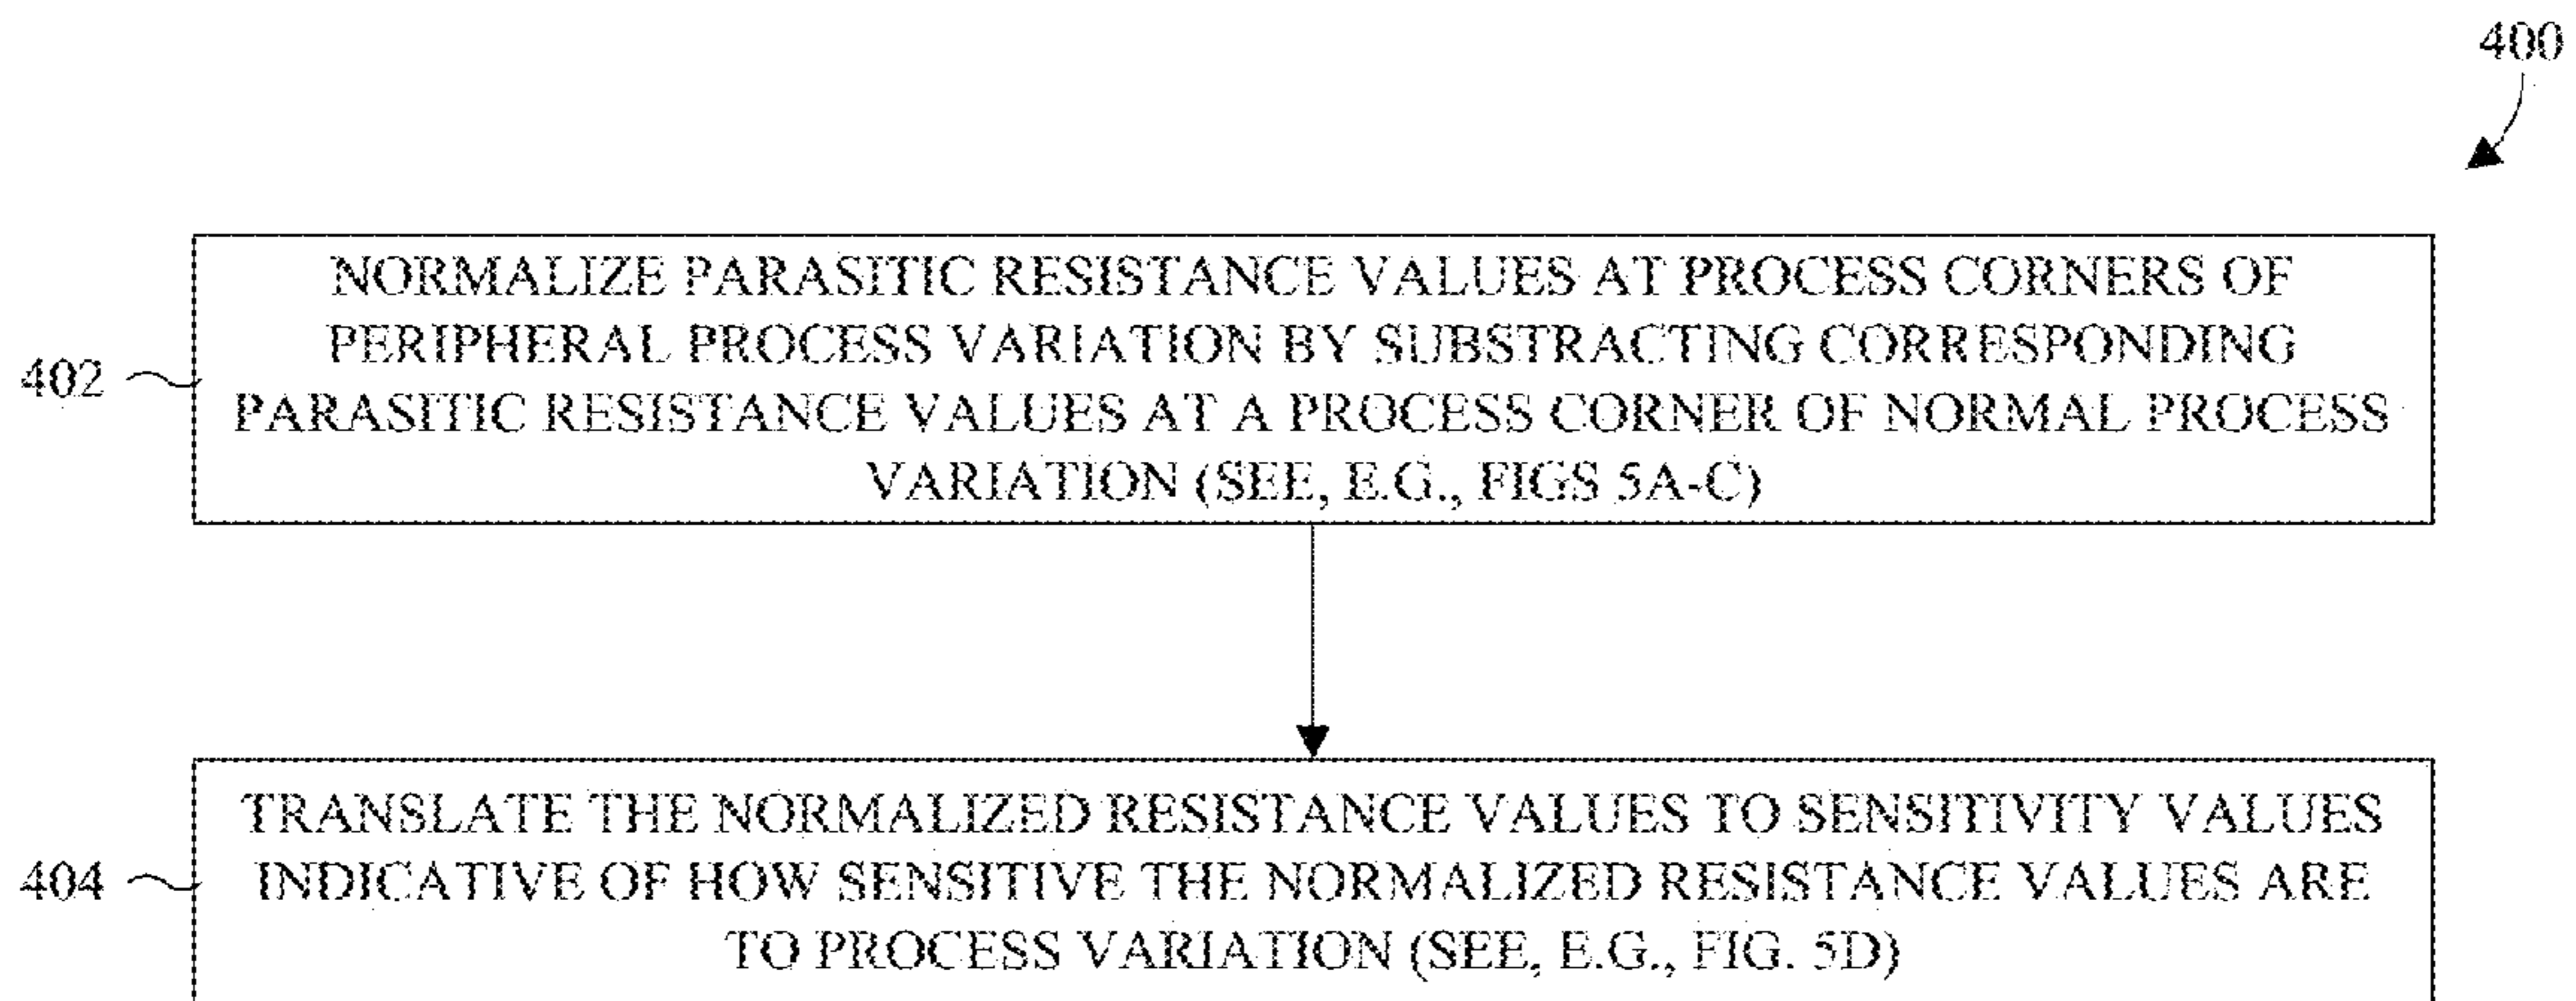 400
NORMALIZE PARASITIC RESISTANCE VALUES AT PROCESS CORNERS OF
PERIPHERAL PROCESS VARIATION BY SUBSTRACTING CORRESPONDING
402
PARASITIC RESISTANCE VALUES AT A PROCESS CORNER OF NORMAL PROCESS
VARIATION (SEE, E.G., FIGS 5A-C)
TRANSLATE THE NORMALIZED RESISTANCE VALUES TO SENSITIVITY VALUES
404
INDICATIVE OF HOW SENSITIVE THE NORMALIZED RESISTANCE VALUES ARE
TO PROCESS VARIATION (SEE, E.G., FIG. 5D)